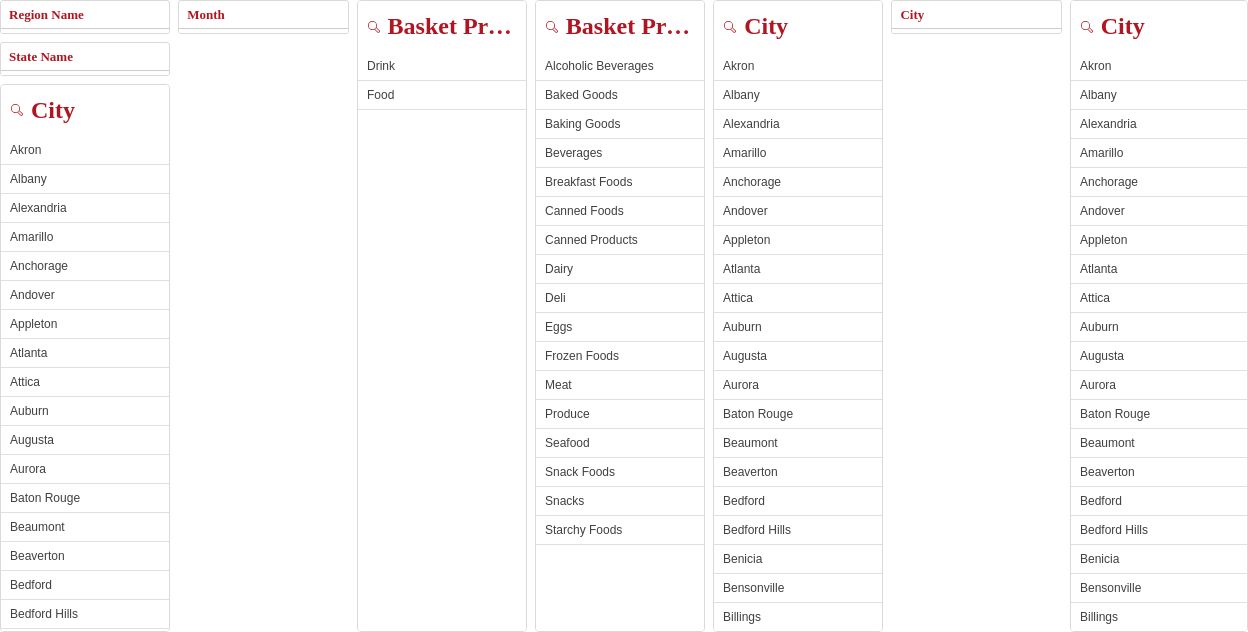 Region Name
State Name
City
Akron
Albany
Alexandria
Amarillo
Anchorage
Andover
Appleton
Atlanta
Attica
Auburn
Augusta
Aurora
Baton Rouge
Beaumont
Beaverton
Bedford
Bedford Hills
Month
Basket Pr…
Drink
Food
Basket Pr…
Alcoholic Beverages
Baked Goods
Baking Goods
Beverages
Breakfast Foods
Canned Foods
Canned Products
Dairy
Deli
Eggs
Frozen Foods
Meat
Produce
Seafood
Snack Foods
Snacks
Starchy Foods
City
Akron
Albany
Alexandria
Amarillo
Anchorage
Andover
Appleton
Atlanta
Attica
Auburn
Augusta
Aurora
Baton Rouge
Beaumont
Beaverton
Bedford
Bedford Hills
Benicia
Bensonville
Billings
City
City
Akron
Albany
Alexandria
Amarillo
Anchorage
Andover
Appleton
Atlanta
Attica
Auburn
Augusta
Aurora
Baton Rouge
Beaumont
Beaverton
Bedford
Bedford Hills
Benicia
Bensonville
Billings